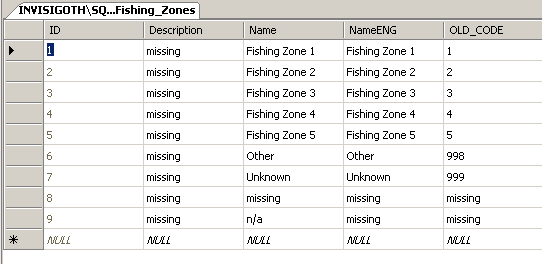 INVISIGOTH\SQ...Fishing_Zones
ID Description Name NameENG OLD_CODE
1 missing Fishing Zone 1 Fishing Zone 1 1
2 missing Fishing Zone 2 Fishing Zone 2 2
3 missing Fishing Zone 3 Fishing Zone 3 3
4 missing Fishing Zone 4 Fishing Zone 4 4
5 missing Fishing Zone 5 Fishing Zone 5 5
6 missing Other Other 998
7 missing Unknown Unknown 999
8 missing missing missing missing
9 missing n/a missing missing
NULL NULL NULL NULL NULL